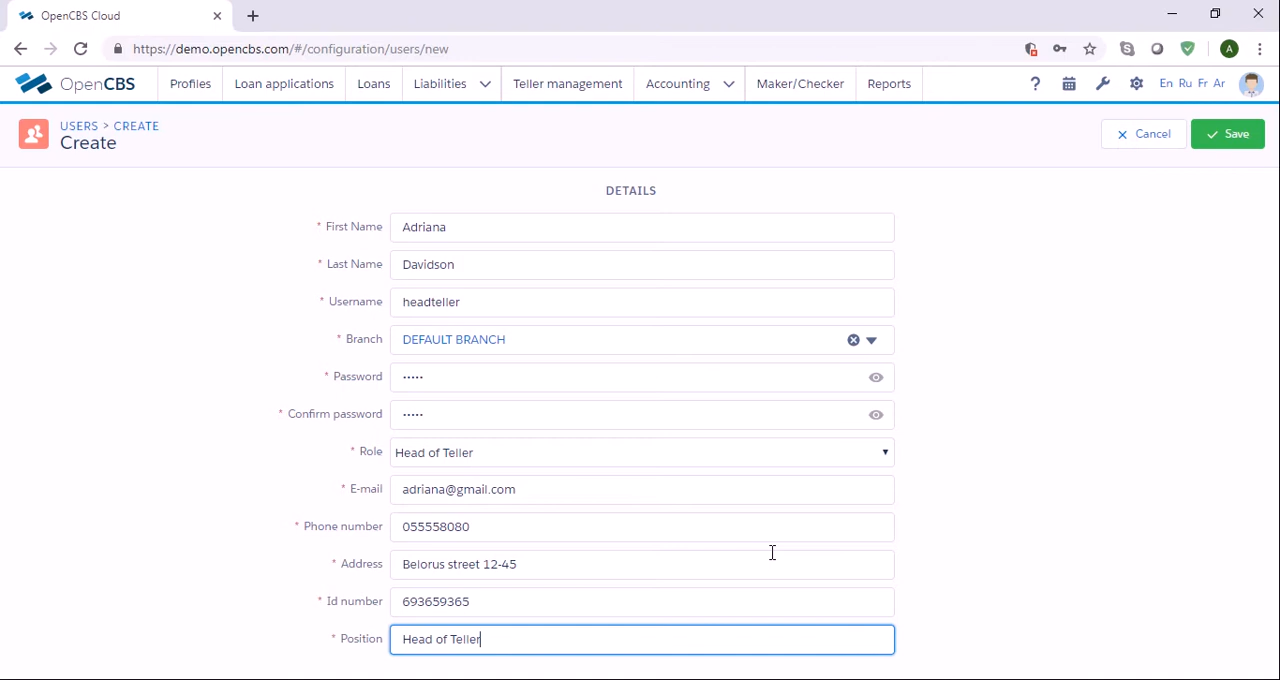 OpenCBS Cloud
https://demo.opencbs.com/#/configuration/users/new
A
OpenCBS Profiles Loan applications Loans Liabilities Teller management Accounting Maker/Checker Reports ? En Ru Fr Ar
USERS > CREATE
Create
Cancel Save
DETAILS
* First Name Adriana
* Last Name Davidson
* Username headteller
* Branch DEFAULT BRANCH
* Password •••••
* Confirm password •••••
* Role Head of Teller
* E-mail adriana@gmail.com
* Phone number 055558080
* Address Belorus street 12-45
* Id number 693659365
* Position Head of Teller